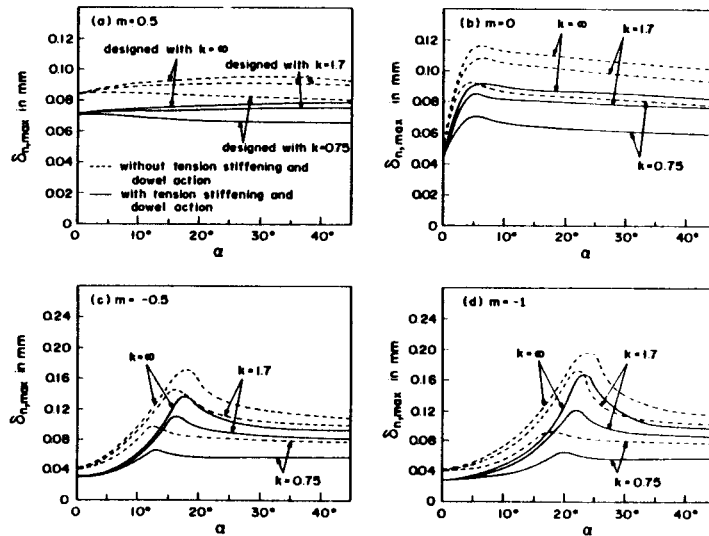 (a) m=0.5
designed with k=∞
designed with k=1.7
designed with k=0.75
without tension stiffening and
dowel action
with tension stiffening and
dowel action
δn,max in mm
0.12
0.10
0.08
0.06
0.04
0.02
0
0 10° 20° 30° 40°
α
(b) m=0
k=∞
k=1.7
k=0.75
δn,max in mm
0.12
0.10
0.08
0.06
0.04
0.02
0
0 10° 20° 30° 40°
α
(c) m= -0.5
k=∞
k=1.7
k=0.75
δn,max in mm
0.24
0.20
0.16
0.12
0.08
0.04
0
0 10° 20° 30° 40°
α
(d) m=-1
k=∞
k=1.7
k=0.75
δn,max in mm
0.24
0.20
0.16
0.12
0.08
0.04
0
0 10° 20° 30° 40°
α